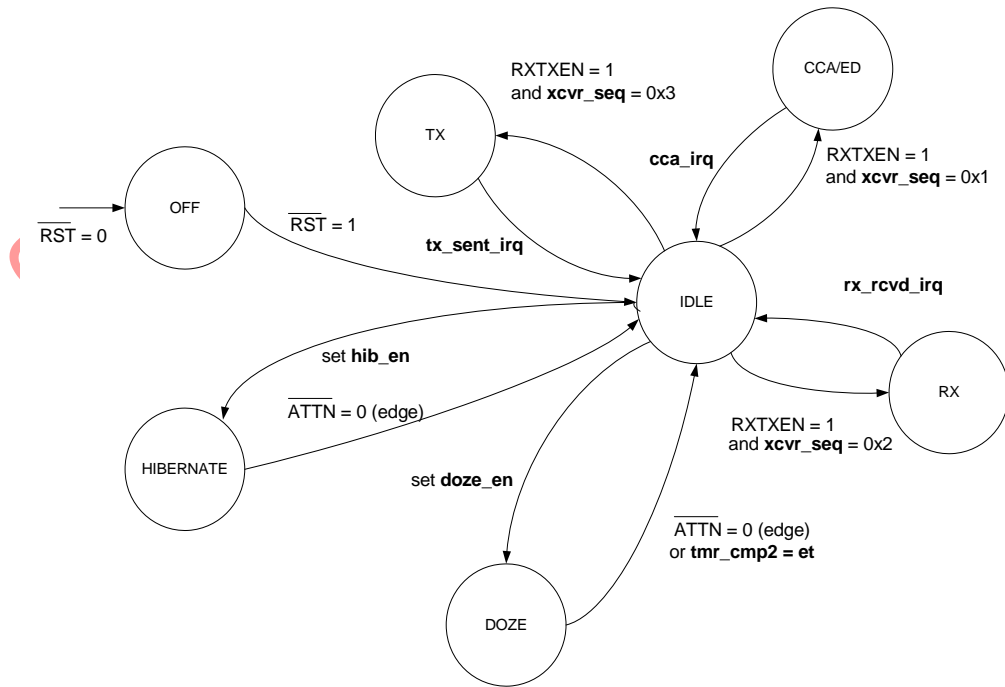 CCA/ED
RXTXEN = 1
and xcvr_seq = 0x3
TX
cca_irq
RXTXEN = 1
and xcvr_seq = 0x1
OFF
RST = 0
RST = 1
tx_sent_irq
IDLE
rx_rcvd_irq
set hib_en
ATTN = 0 (edge)
RX
RXTXEN = 1
and xcvr_seq = 0x2
HIBERNATE
set doze_en
ATTN = 0 (edge)
or tmr_cmp2 = et
DOZE